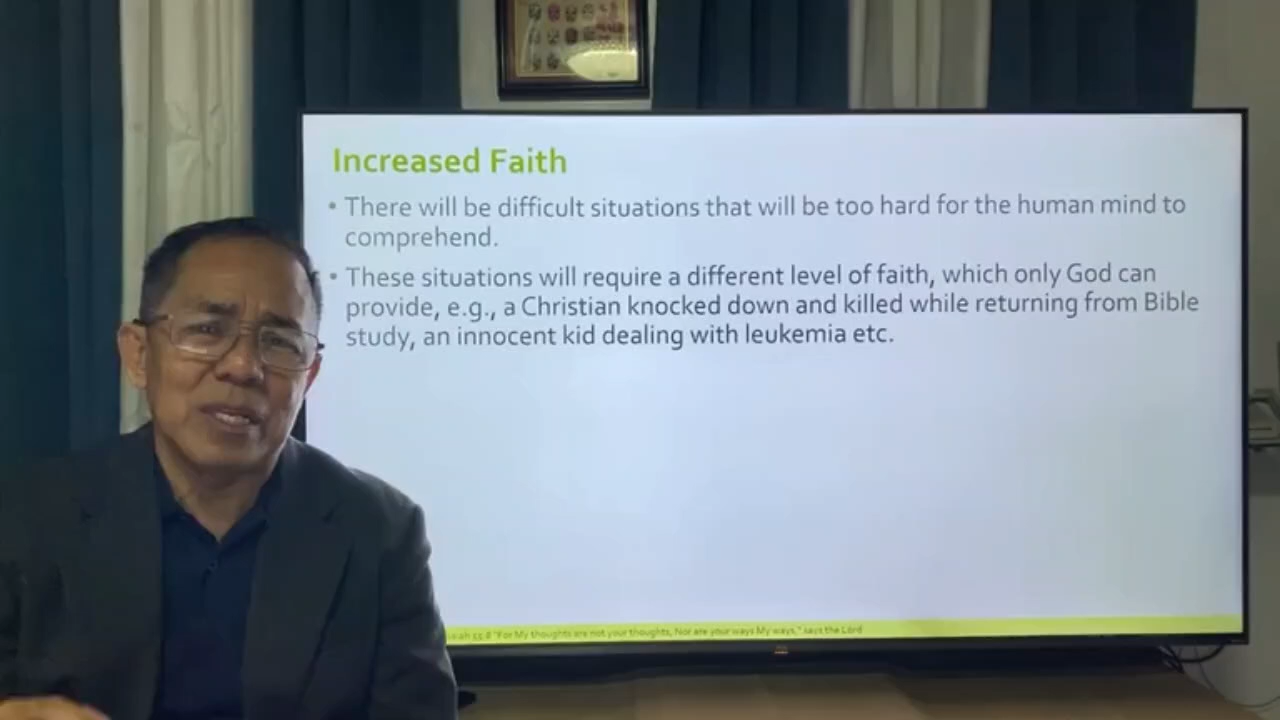 Increased Faith
• There will be difficult situations that will be too hard for the human mind to
comprehend.
• These situations will require a different level of faith, which only God can
provide, e.g., a Christian knocked down and killed while returning from Bible
study, an innocent kid dealing with leukemia etc.
"For My thoughts are not your thoughts, Nor are your ways My ways," says the Lord